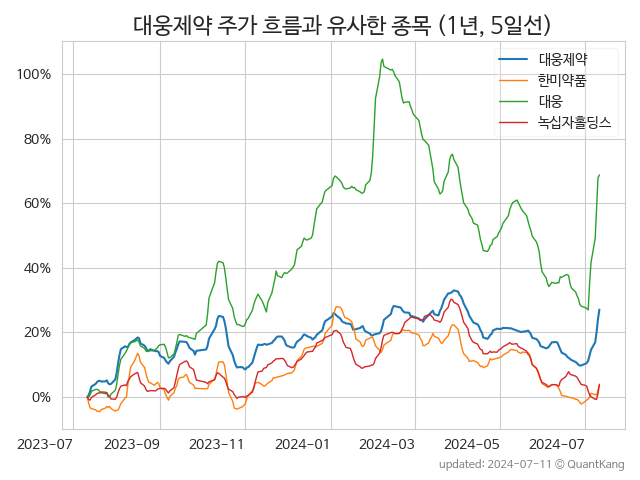 대웅제약 주가 흐름과 유사한 종목 (1년, 5일선)
대웅제약
한미약품
대웅
녹십자홀딩스
100%
80%
60%
40%
20%
0%
2023-07 2023-09 2023-11 2024-01 2024-03 2024-05 2024-07
updated: 2024-07-11 © QuantKang